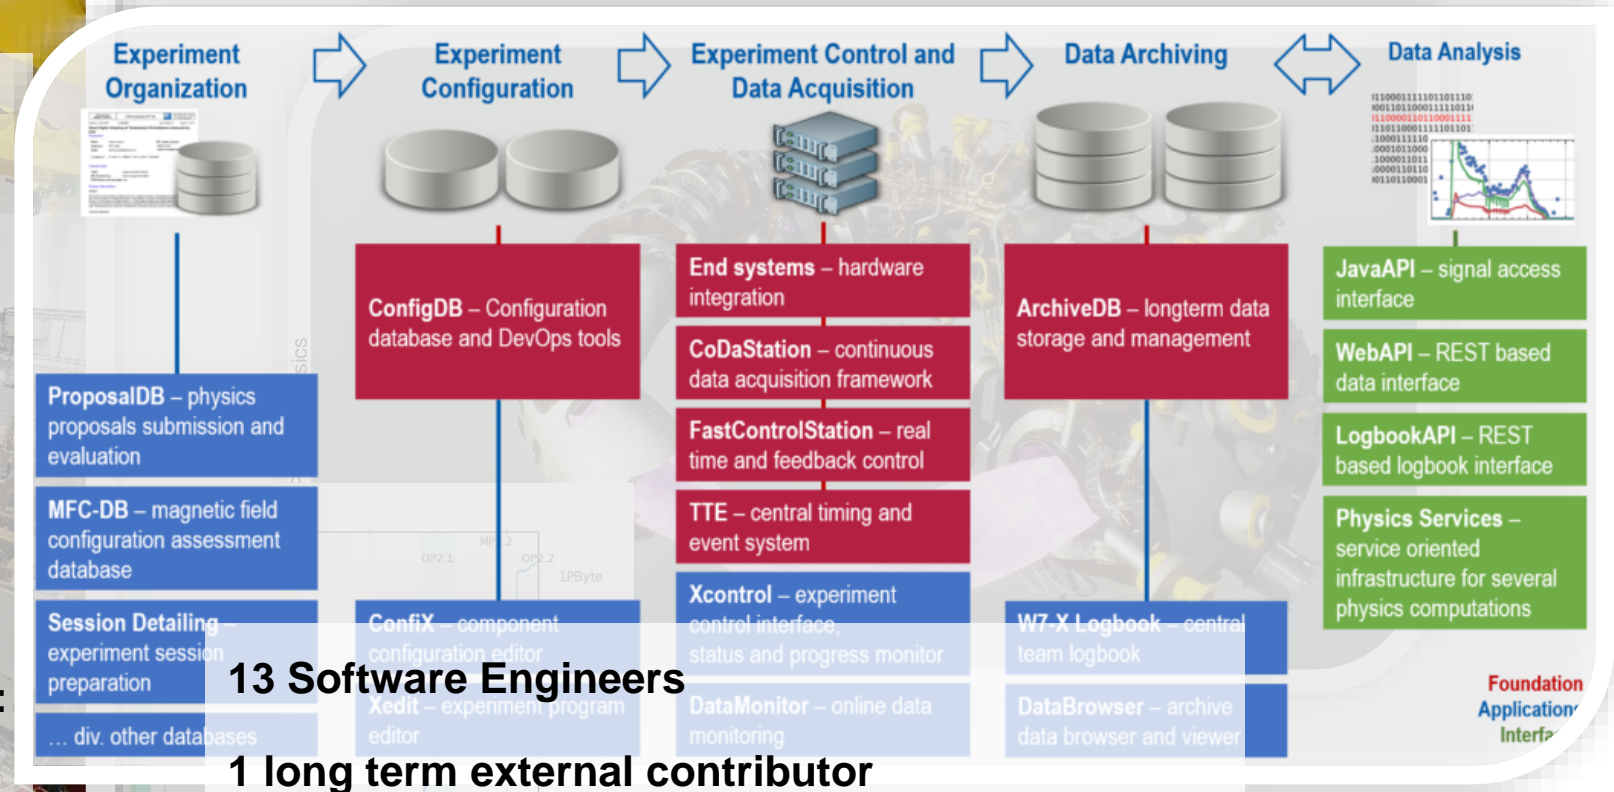 Experiment
Organization
Experiment
Configuration
Experiment Control and
Data Acquisition
Data Archiving
Data Analysis
ProposalDB – physics
proposals submission and
evaluation
MFC-DB – magnetic field
configuration assessment
database
Session Detailing –
experiment session
preparation
... div. other databases
ConfigDB – Configuration
database and DevOps tools
ConfiX – component
configuration editor
Xedit – experiment program
editor
End systems – hardware
integration
CoDaStation – continuous
data acquisition framework
FastControlStation – real
time and feedback control
TTE – central timing and
event system
Xcontrol – experiment
control interface,
status and progress monitor
DataMonitor – online data
monitoring
ArchiveDB – longterm data
storage and management
W7-X Logbook – central
team logbook
DataBrowser – archive
data browser and viewer
JavaAPI – signal access
interface
WebAPI – REST based
data interface
LogbookAPI – REST
based logbook interface
Physics Services –
service oriented
infrastructure for several
physics computations
Foundation
Applications
OP2.1
OP2.2
1PByte
13 Software Engineers
1 long term external contributor